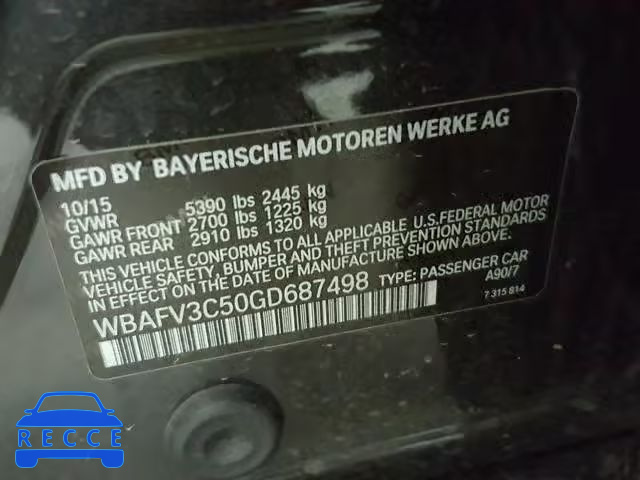 MFD BY BAYERISCHE MOTOREN WERKE AG
10/15
GVWR 5390 lbs 2445 kg
GAWR FRONT 2700 lbs 1225 kg
GAWR REAR 2910 lbs 1320 kg
THIS VEHICLE CONFORMS TO ALL APPLICABLE U.S.FEDERAL MOTOR
VEHICLE SAFETY, BUMPER AND THEFT PREVENTION STANDARDS
IN EFFECT ON THE DATE OF MANUFACTURE SHOWN ABOVE.
WBAFV3C50GD687498 TYPE: PASSENGER CAR
A90/7
7 315 814
RECCE